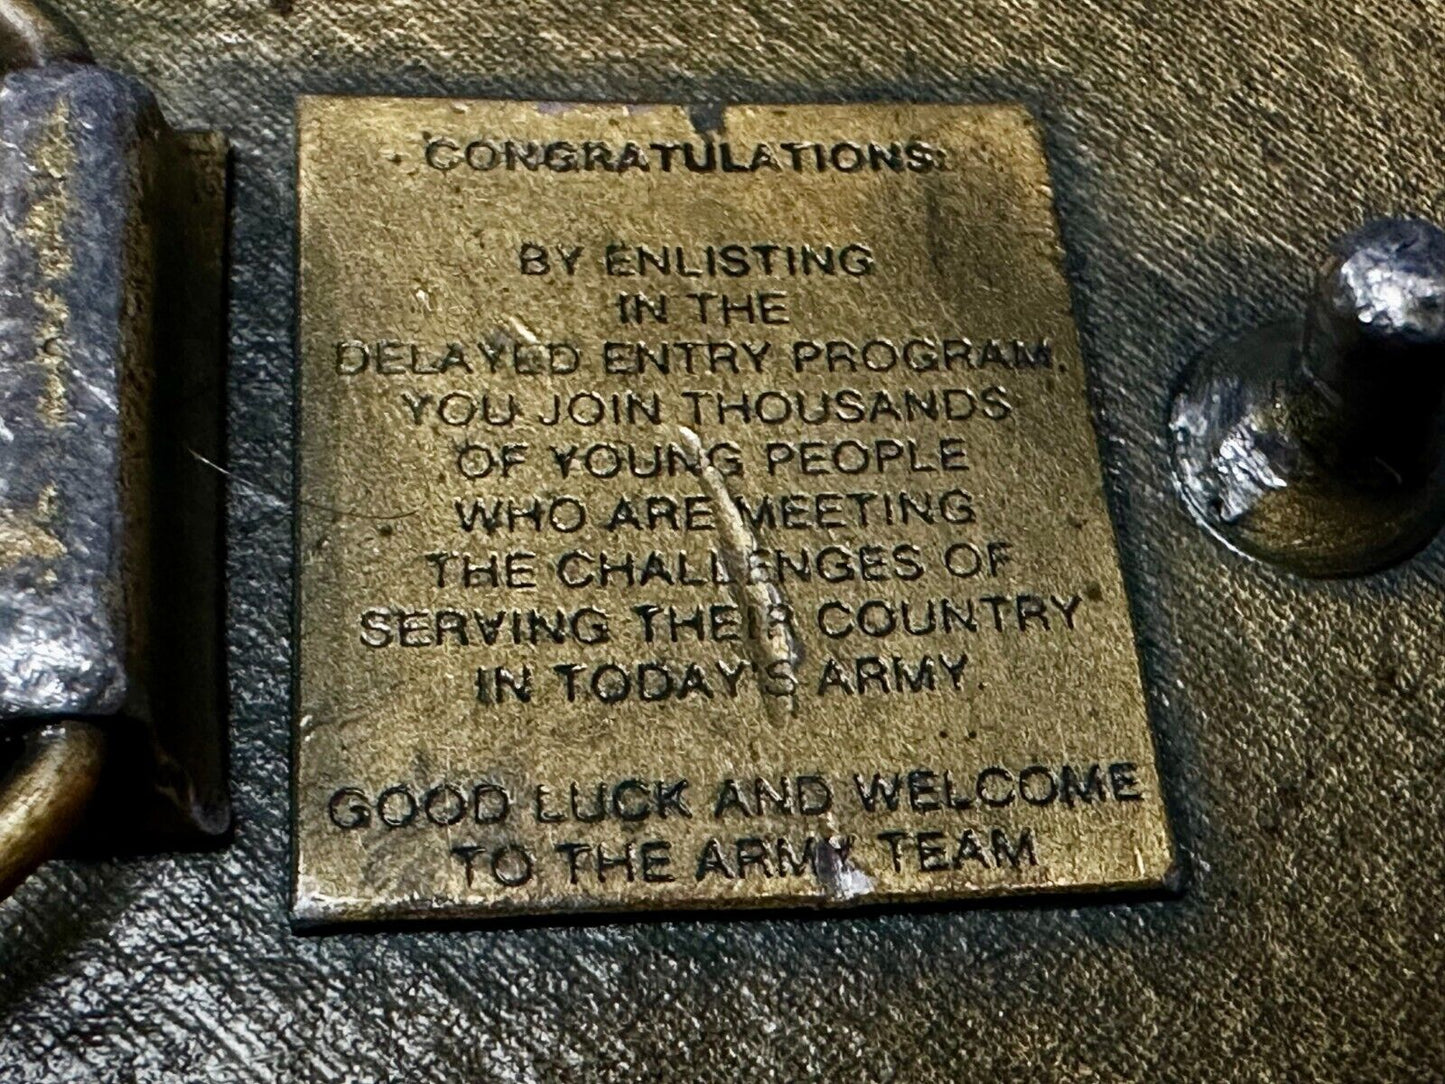 CONGRATULATIONS:
BY ENLISTING
IN THE
DELAYED ENTRY PROGRAM,
YOU JOIN THOUSANDS
OF YOUNG PEOPLE
WHO ARE MEETING
THE CHALLENGES OF
SERVING THEIR COUNTRY
IN TODAY'S ARMY.
GOOD LUCK AND WELCOME
TO THE ARMY TEAM